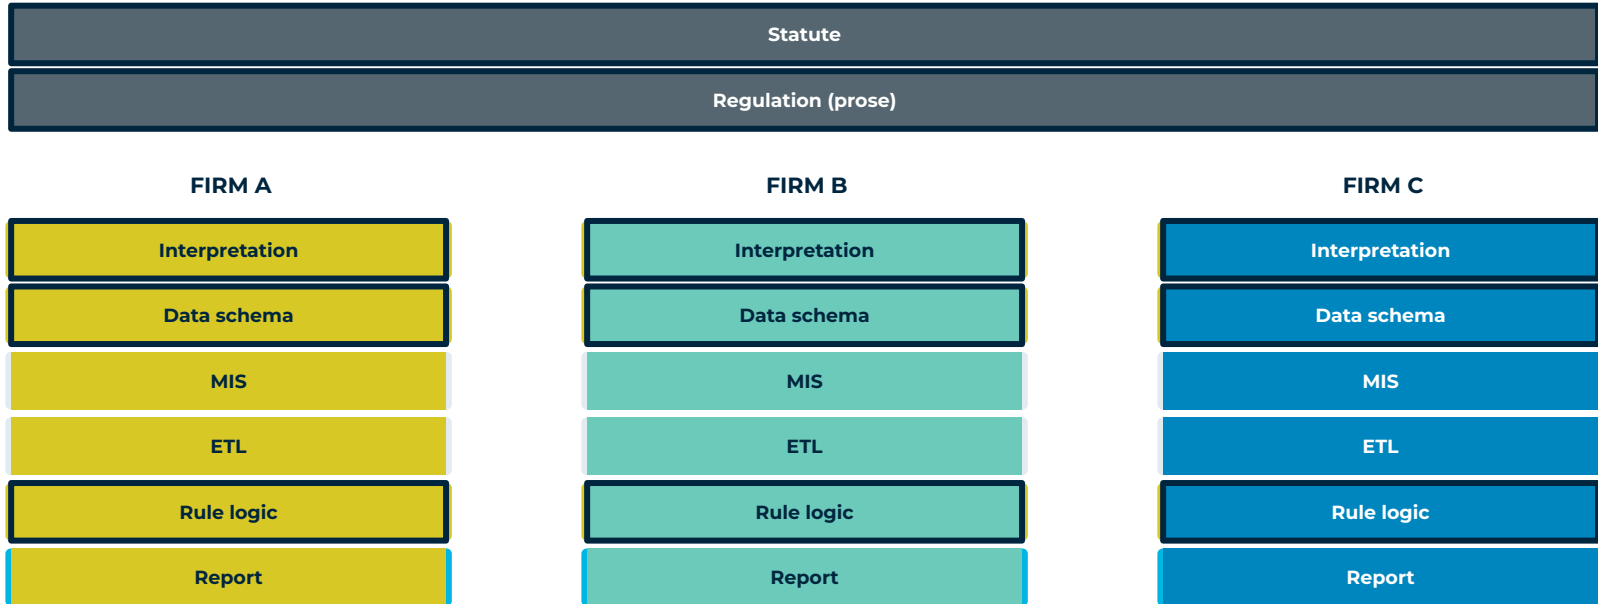 Statute
Regulation (prose)
FIRM A
FIRM B
FIRM C
Interpretation
Interpretation
Interpretation
Data schema
Data schema
Data schema
MIS
MIS
MIS
ETL
ETL
ETL
Rule logic
Rule logic
Rule logic
Report
Report
Report